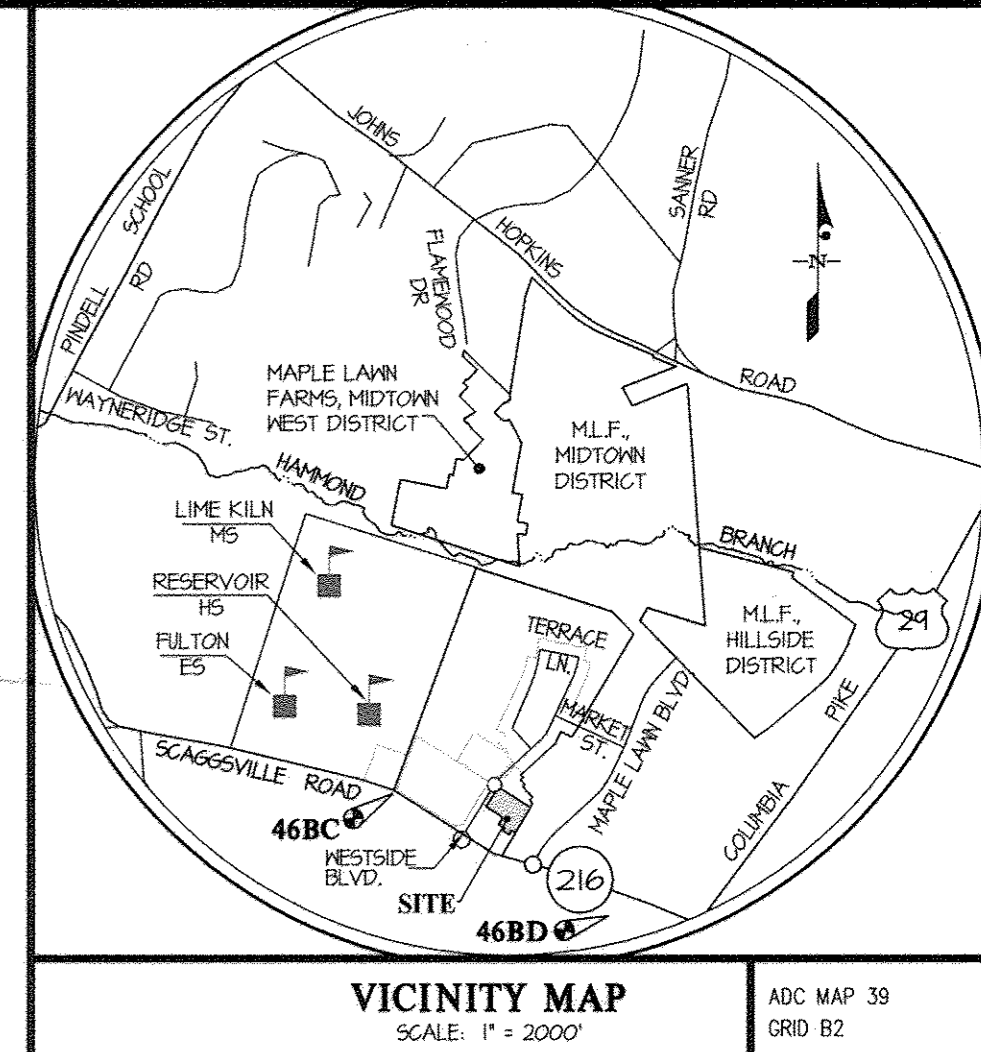 JOHNS
HOPKINS
ROAD
SANNER
RD
PINDELL
SCHOOL
RD
FLAMEWOOD
DR
-N-
WAYNERIDGE ST.
MAPLE LAWN
FARMS, MIDTOWN
WEST DISTRICT
M.L.F.,
MIDTOWN
DISTRICT
HAMMOND
BRANCH
LIME KILN
MS
RESERVOIR
HS
FULTON
ES
TERRACE
LN.
M.L.F.,
HILLSIDE
DISTRICT
29
MARKET
ST.
MAPLE LAWN BLVD.
COLUMBIA
PIKE
SCAGGSVILLE ROAD
46BC
WESTSIDE
BLVD.
SITE
216
46BD
VICINITY MAP
SCALE: 1" = 2000'
ADC MAP 39
GRID B2